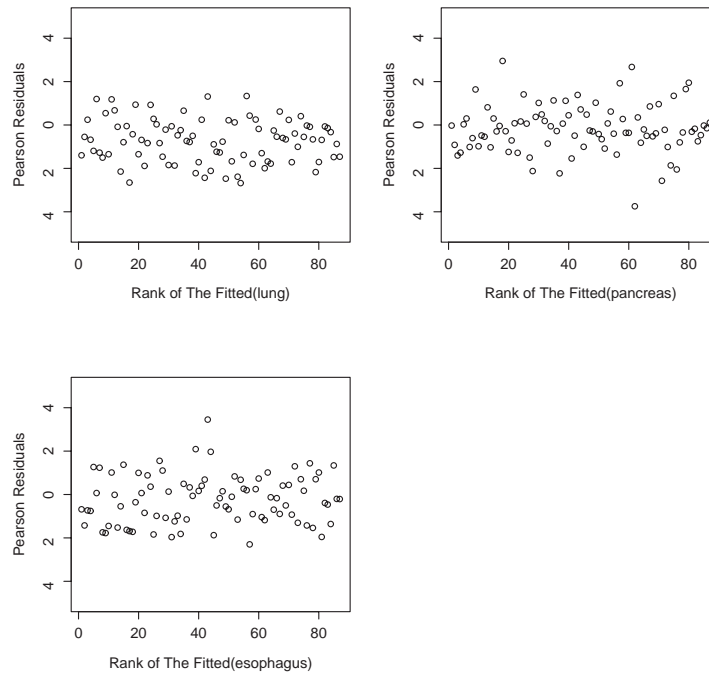 4
2
0
2
4
Pearson Residuals
0 20 40 60 80
Rank of The Fitted(lung)
4
2
0
2
4
Pearson Residuals
0 20 40 60 80
Rank of The Fitted(pancreas)
4
2
0
2
4
Pearson Residuals
0 20 40 60 80
Rank of The Fitted(esophagus)